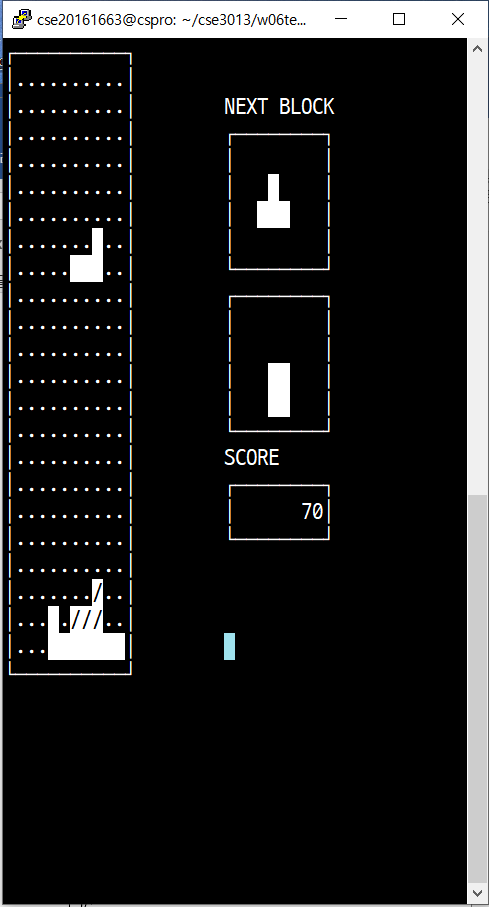 cse20161663@cspro: ~/cse3013/w06te...
NEXT BLOCK
SCORE
70